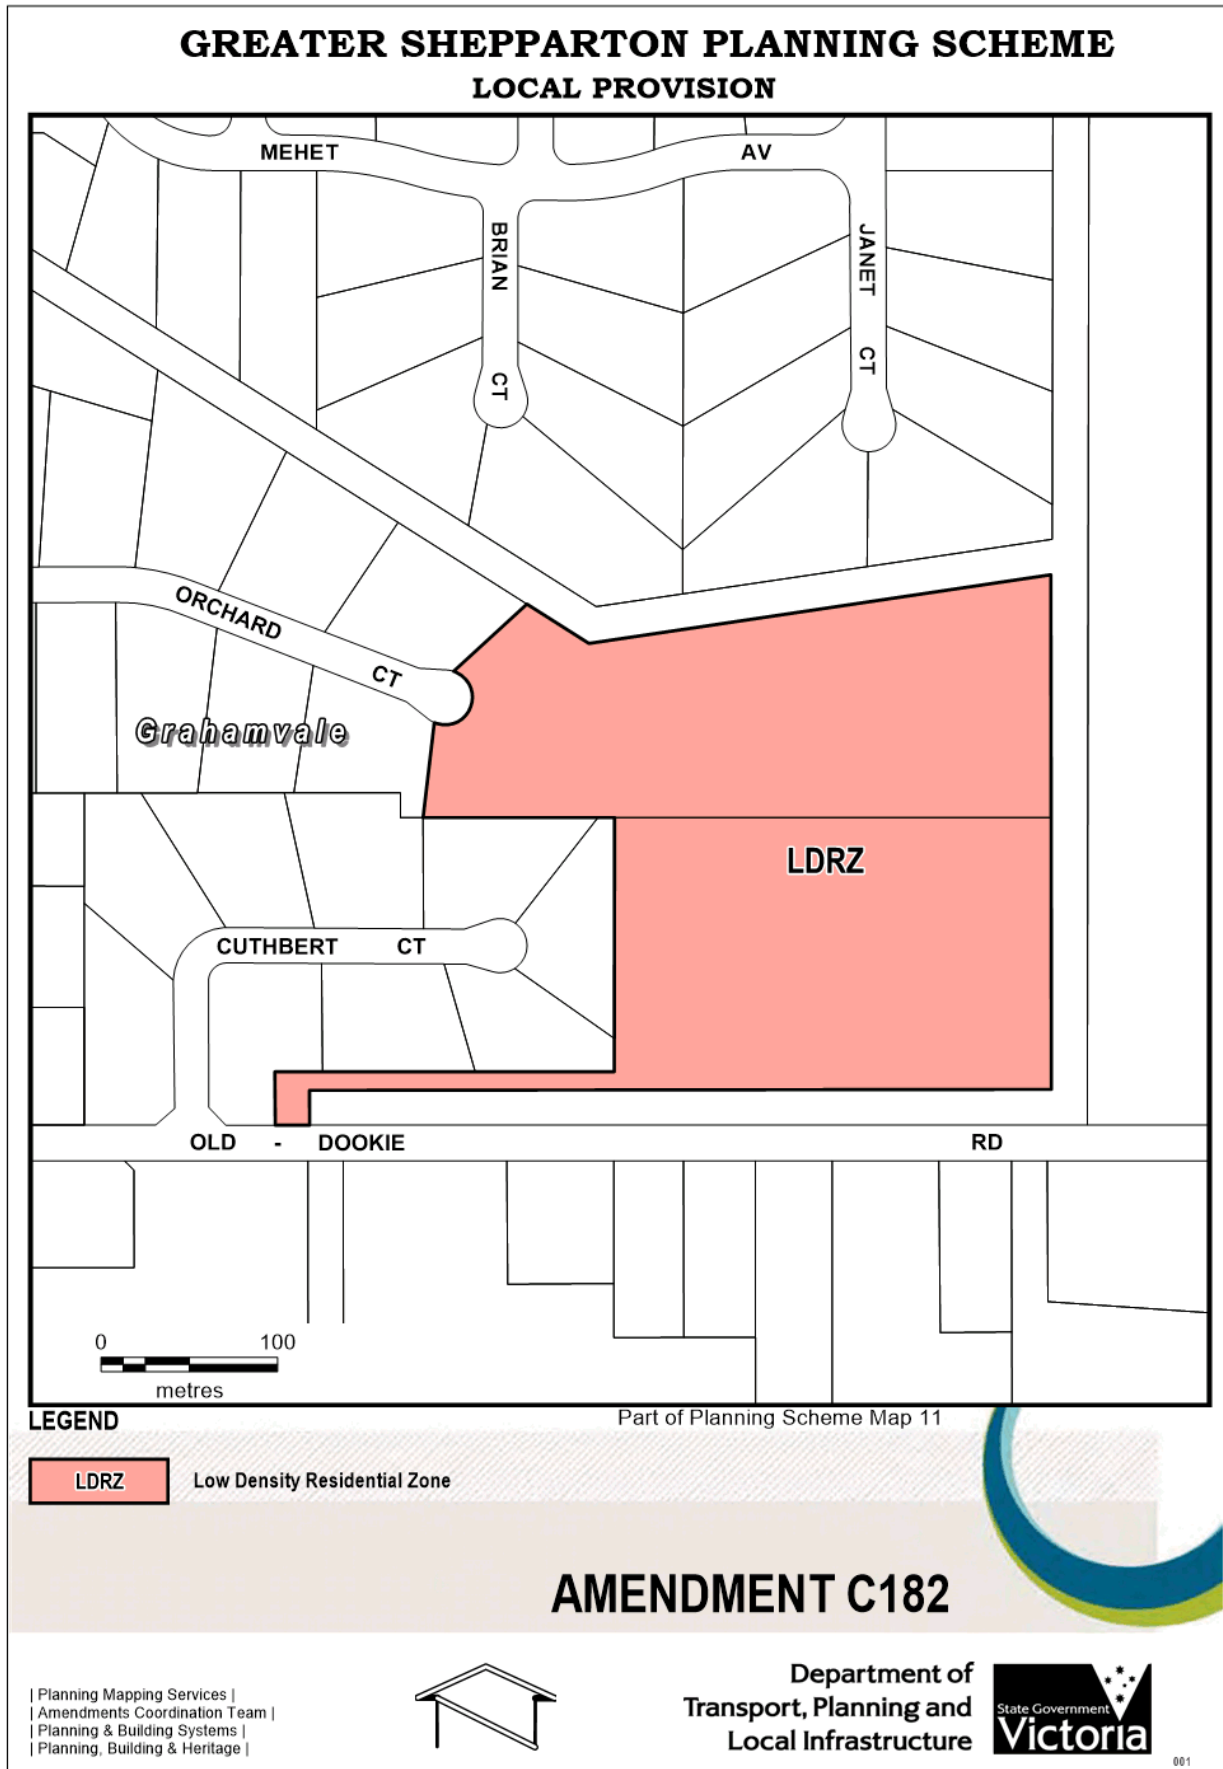 GREATER SHEPPARTON PLANNING SCHEME
LOCAL PROVISION
MEHET AV
BRIAN CT
JANET CT
ORCHARD CT
Grahamvale
LDRZ
CUTHBERT CT
OLD - DOOKIE RD
0 100
metres
LEGEND
Part of Planning Scheme Map 11
LDRZ Low Density Residential Zone
AMENDMENT C182
| Planning Mapping Services |
| Amendments Coordination Team |
| Planning & Building Systems |
| Planning, Building & Heritage |
Department of
Transport, Planning and
Local Infrastructure
State Government
Victoria
001